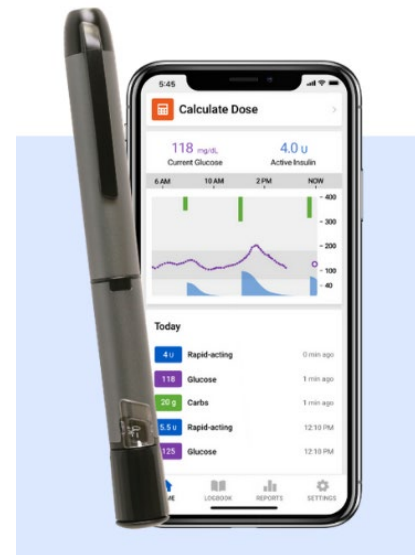 5:45
Calculate Dose
118 mg/dL
4.0 U
Current Glucose
Active Insulin
6 AM 10 AM 2 PM NOW
- 400
- 300
- 200
- 100
- 40
Today
4 U Rapid-acting 0 min ago
118 Glucose 1 min ago
20 g Carbs 1 min ago
5.5 U Rapid-acting 12:10 PM
125 Glucose 12:10 PM
LOGBOOK REPORTS SETTINGS